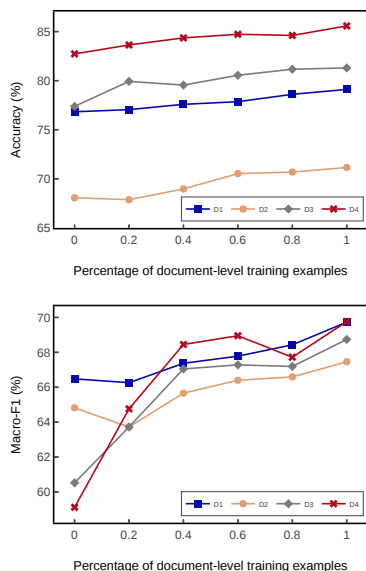 85
80
75
70
65
Accuracy (%)
D1 D2 D3 D4
0 0.2 0.4 0.6 0.8 1
Percentage of document-level training examples
70
68
66
64
62
60
Macro-F1 (%)
D1 D2 D3 D4
0 0.2 0.4 0.6 0.8 1
Percentage of document-level training examples